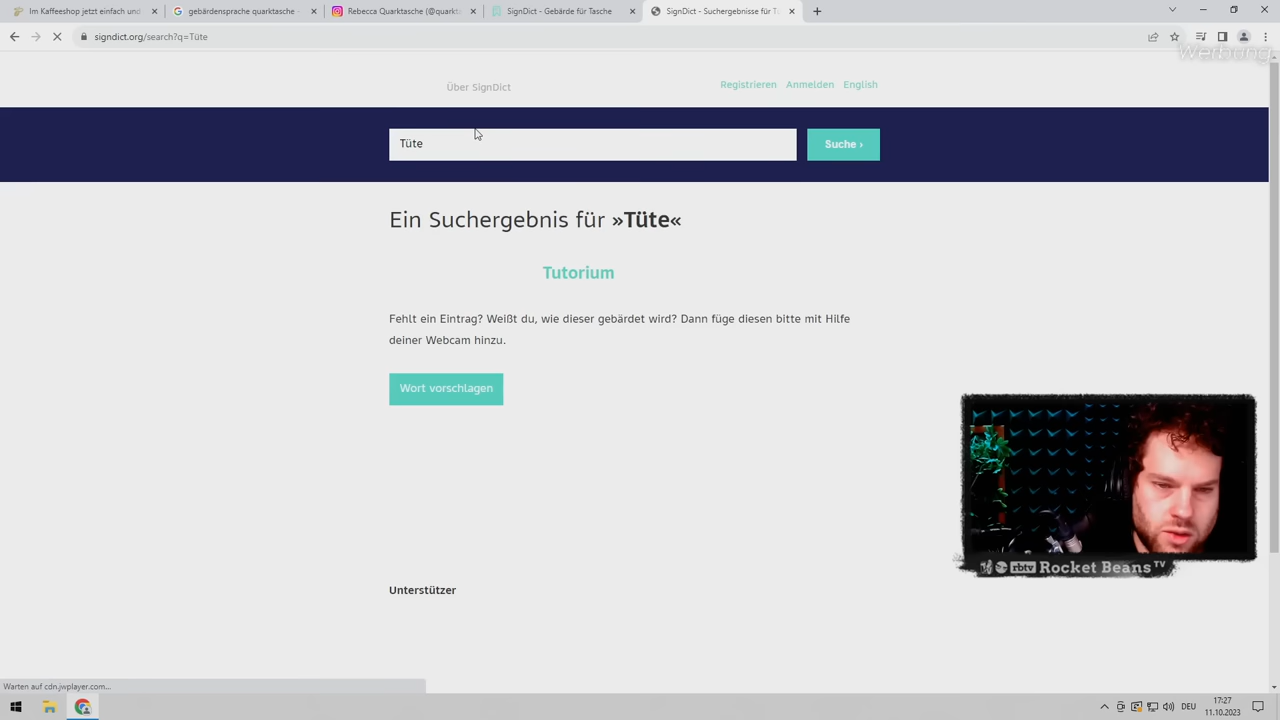 Im Kaffeeshop jetzt einfach und
gebärdensprache quarktasche -
Rebecca Quarktasche (@quarkt
SignDict - Gebärde für Tasche
SignDict - Suchergebnisse für T
signdict.org/search?q=Tüte
Werbung
Über SignDict
Registrieren Anmelden English
Tüte
Suche ›
Ein Suchergebnis für »Tüte«
Tutorium
Fehlt ein Eintrag? Weißt du, wie dieser gebärdet wird? Dann füge diesen bitte mit Hilfe
deiner Webcam hinzu.
Wort vorschlagen
rbtv Rocket Beans TV
Unterstützer
Warten auf cdn.jwplayer.com...
DEU
17:27
11.10.2023